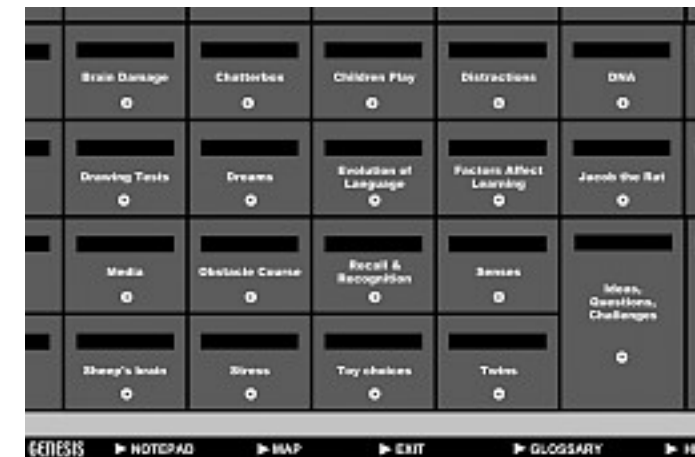 Brain Damage
Chatterbox
Children Play
Distractions
DNA
Drawing Tests
Dreams
Evolution of
Language
Factors Affect
Learning
Jacob the Rat
Media
Obstacle Course
Recall &
Recognition
Senses
Ideas,
Questions,
Challenges
Sheep's brain
Stress
Toy choices
Twins
GENESIS
NOTEPAD
MAP
EXIT
GLOSSARY